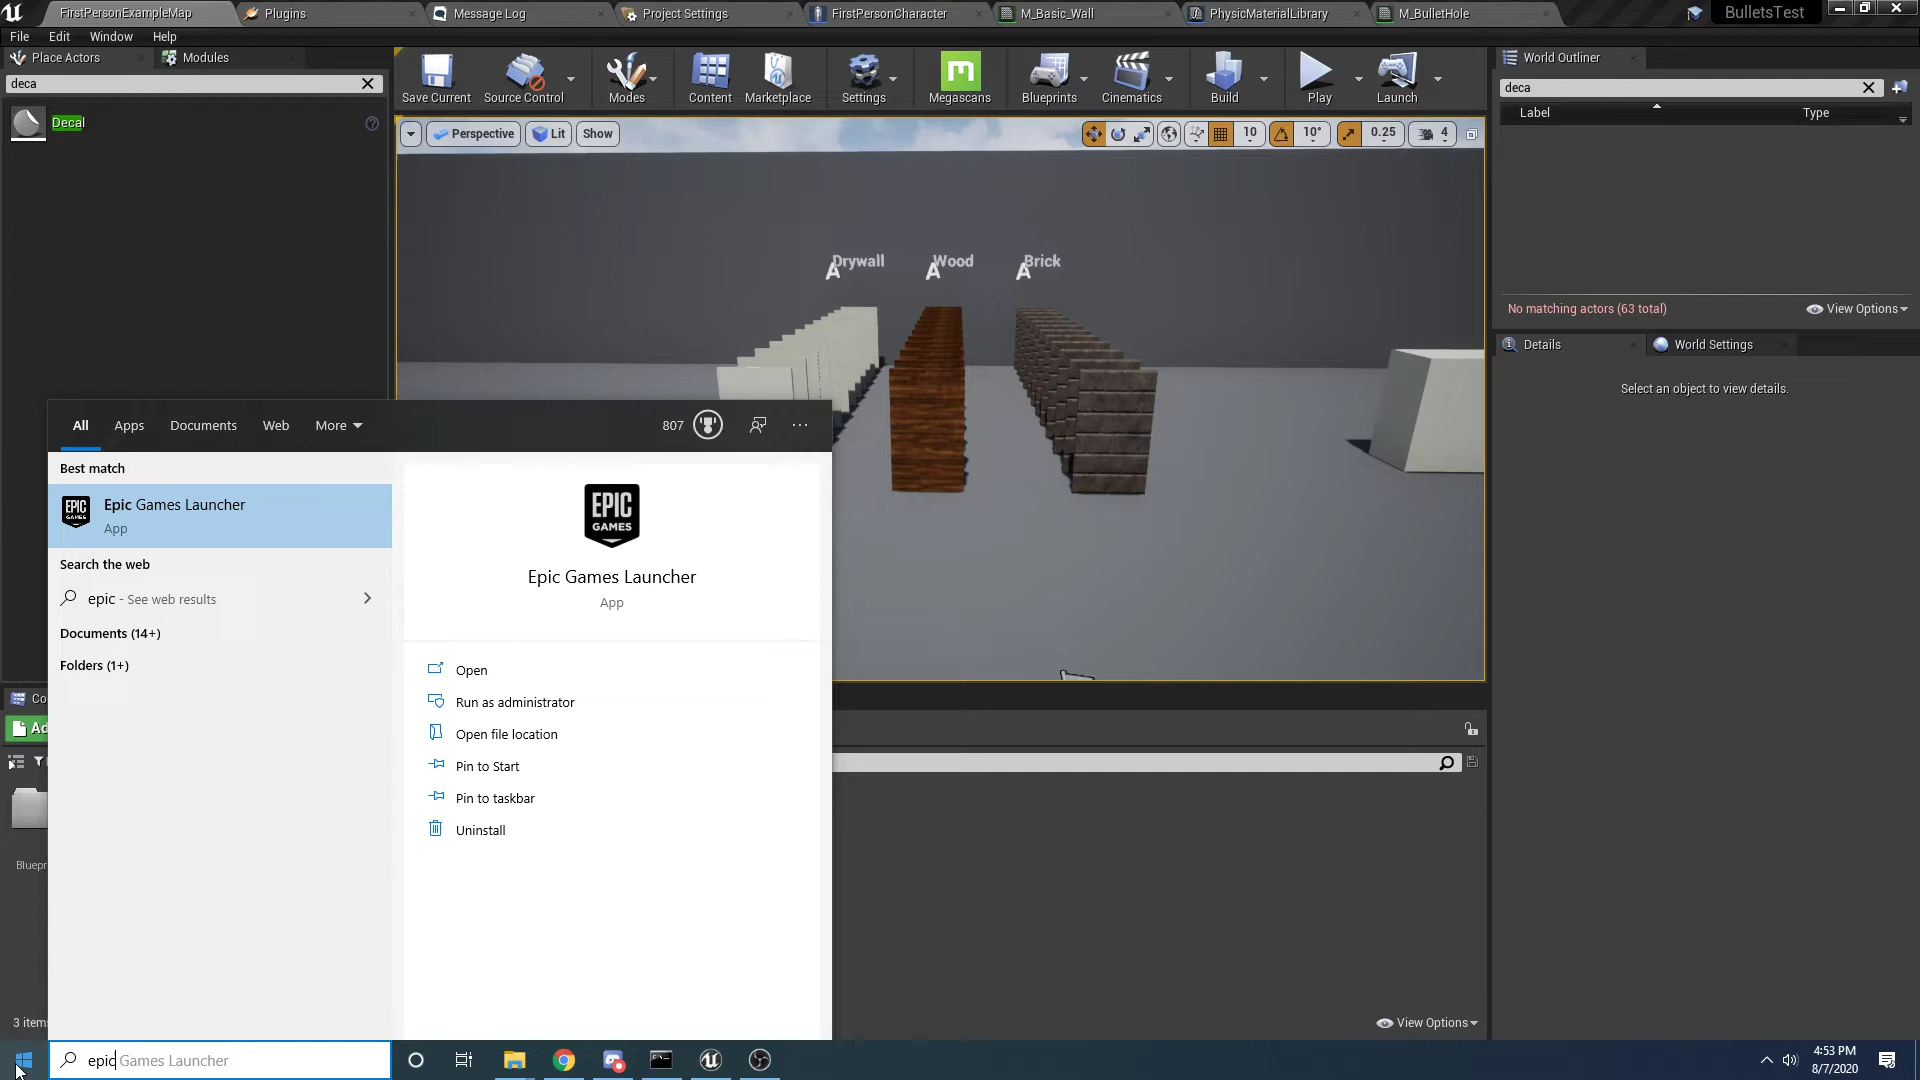 FirstPersonExampleMap
Plugins
Message Log
Project Settings
FirstPersonCharacter
M_Basic_Wall
PhysicMaterialLibrary
M_BulletHole
BulletsTest
File Edit Window Help
Place Actors
Modules
deca
Decal
Save Current
Source Control
Modes
Content
Marketplace
Settings
Megascans
Blueprints
Cinematics
Build
Play
Launch
Perspective
Lit
Show
10
10°
0.25
4
Drywall
Wood
Brick
World Outliner
deca
Label
Type
No matching actors (63 total)
View Options
Details
World Settings
Select an object to view details.
All Apps Documents Web More
807
Best match
EPIC GAMES
Epic Games Launcher
App
Search the web
epic - See web results
Documents (14+)
Folders (1+)
EPIC
GAMES
Epic Games Launcher
App
Open
Run as administrator
Open file location
Pin to Start
Pin to taskbar
Uninstall
Co
Ad
Bluepr
3 items
View Options
epic Games Launcher
4:53 PM
8/7/2020